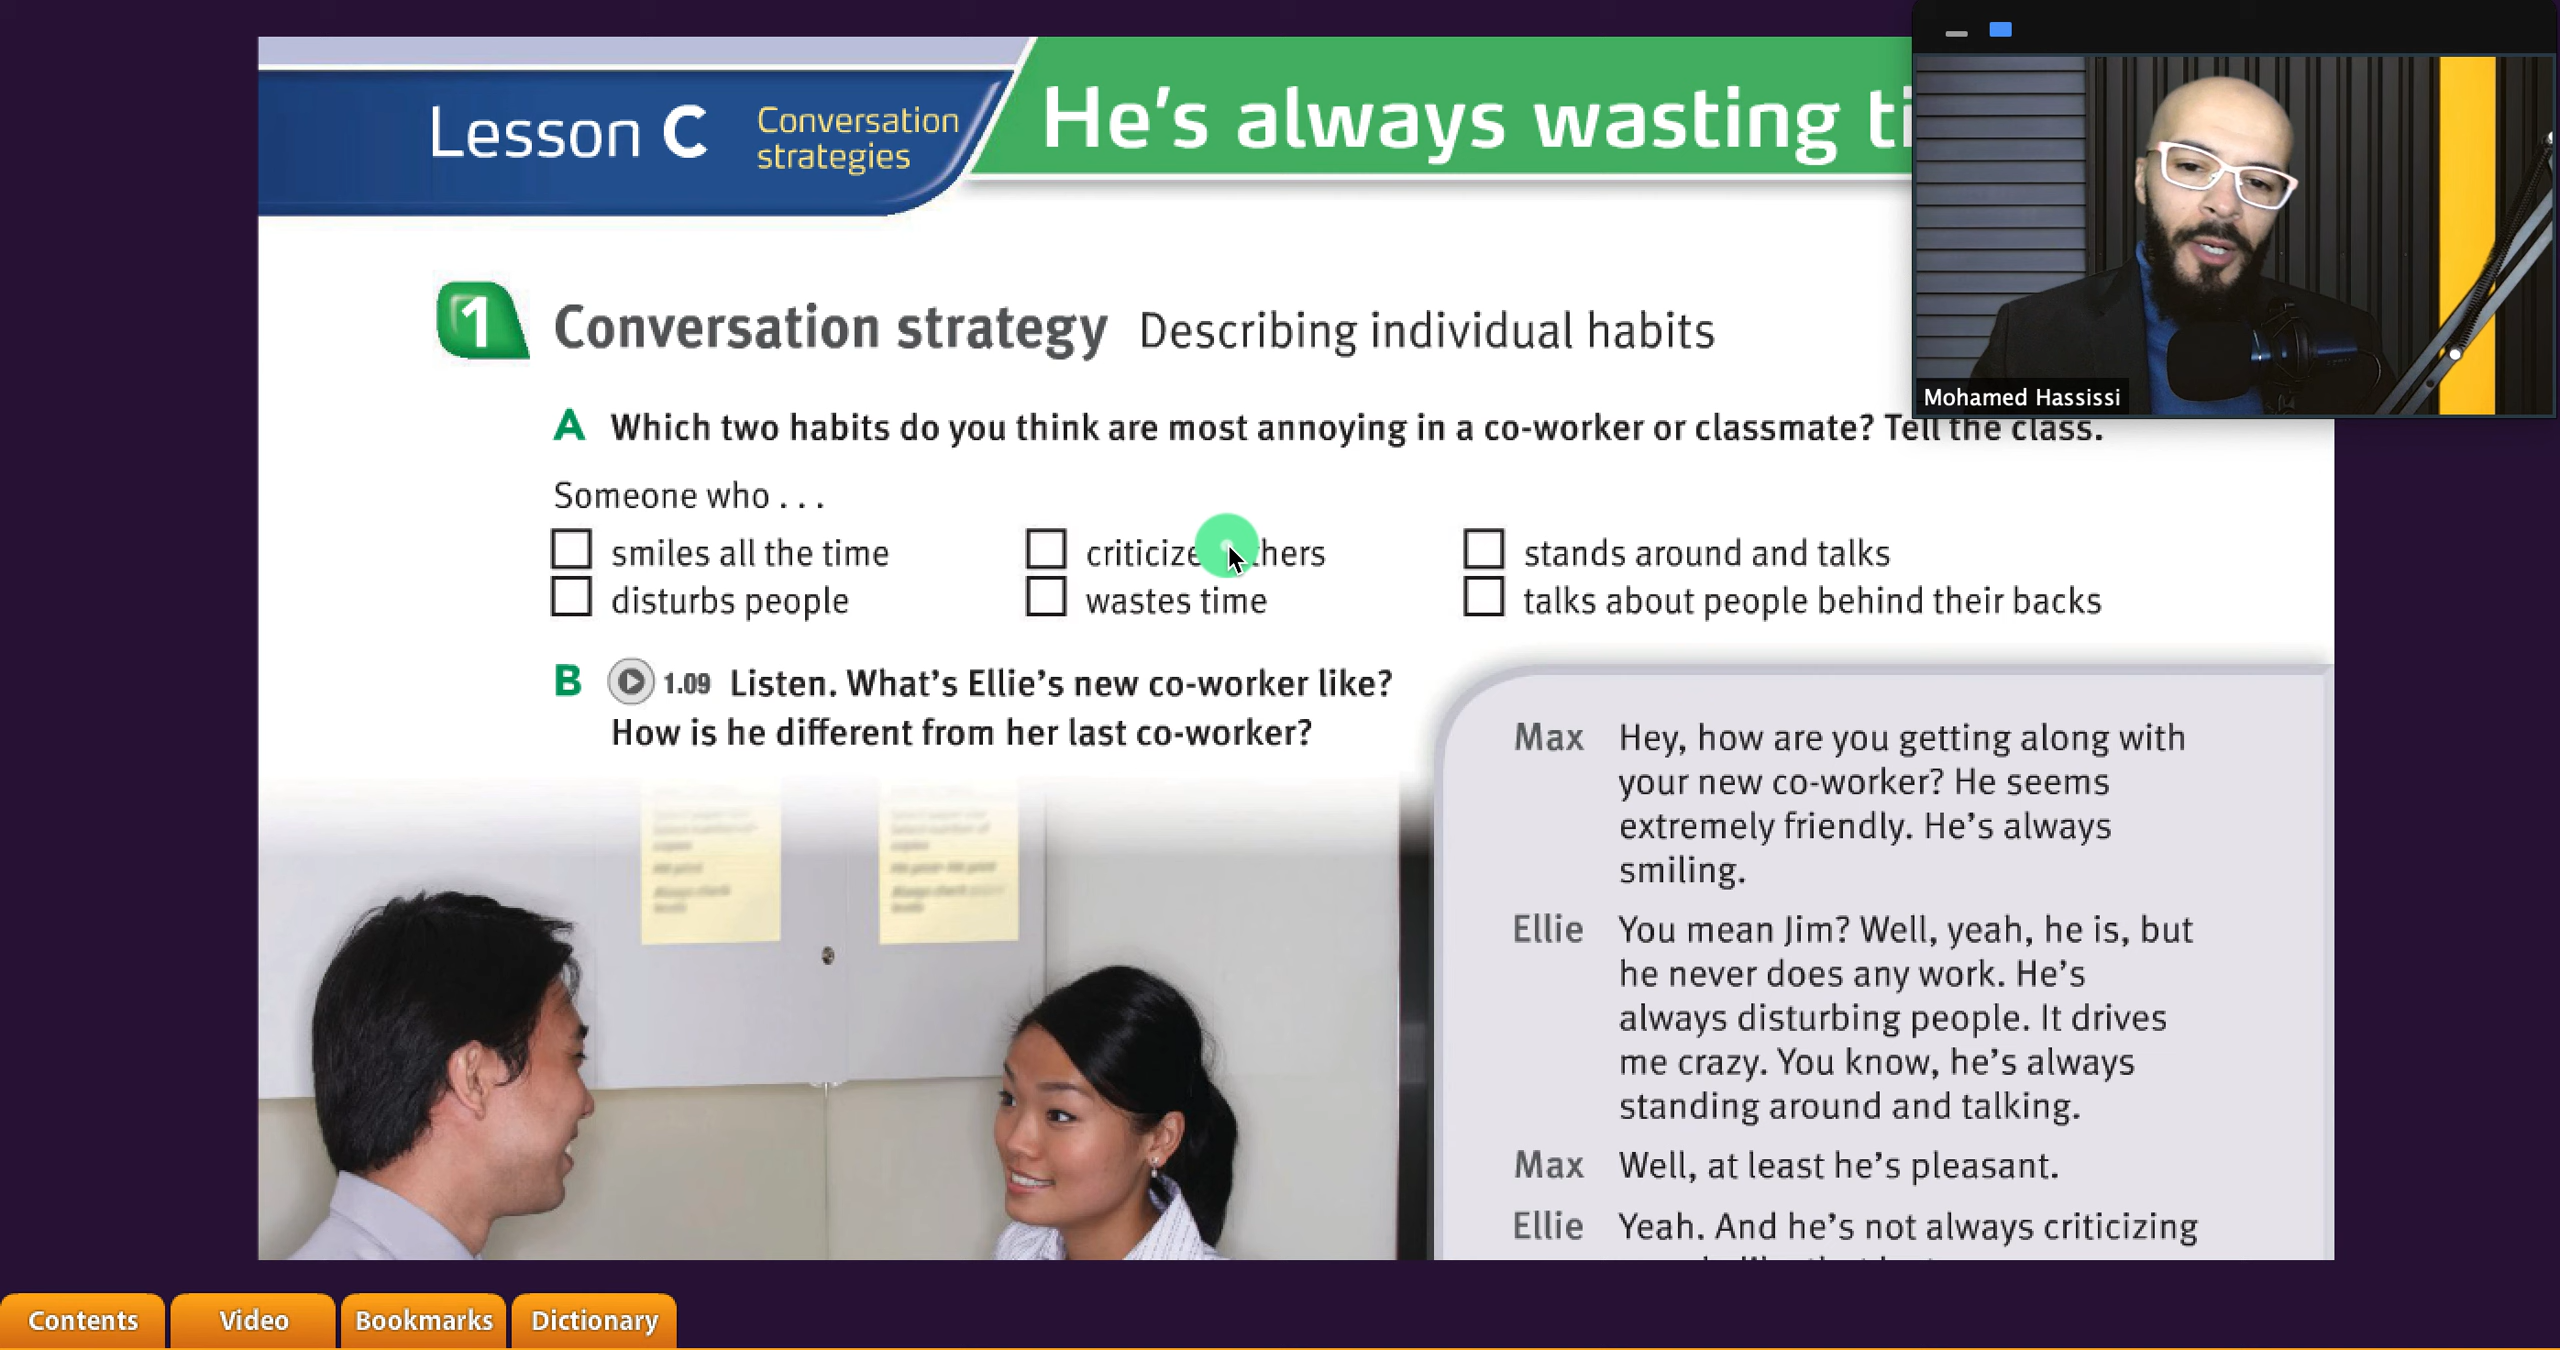 Lesson C
Conversation
strategies
He's always wasting
Mohamed Hassissi
1 Conversation strategy Describing individual habits
A Which two habits do you think are most annoying in a co-worker or classmate? Tell the class.
Someone who . . .
smiles all the time
criticize
stands around and talks
disturbs people
wastes time
talks about people behind their backs
B 1.09 Listen. What's Ellie's new co-worker like?
How is he different from her last co-worker?
Max Hey, how are you getting along with
your new co-worker? He seems
extremely friendly. He's always
smiling.
Ellie You mean Jim? Well, yeah, he is, but
he never does any work. He's
always disturbing people. It drives
me crazy. You know, he's always
standing around and talking.
Max Well, at least he's pleasant.
Ellie Yeah. And he's not always criticizing
Contents
Video
Bookmarks
Dictionary